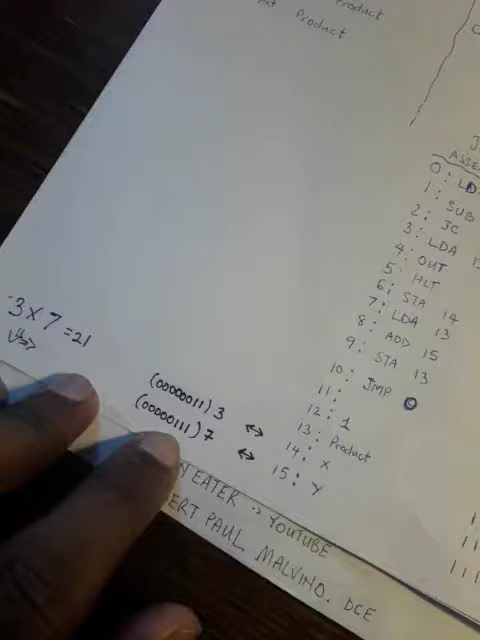 Product
Product
ASSE
0: LD
1: SUB
2: JC
3: LDA
4: OUT
5: HLT
6: STA 14
7: LDA 13
8: ADD 15
9: STA 13
10: JMP 0
11:
12: 1
13: Product
14: X
15: Y
3 x 7 = 21
(00000011) 3 ↔
(00000111) 7 ↔
N EATER :> YOUTUBE
ERT PAUL MALVINO. DCE